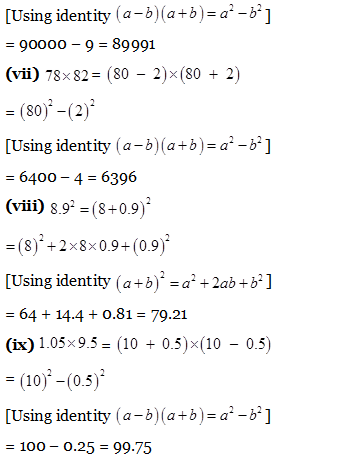 [Using identity (a−b)(a+b)=a²−b²]
= 90000 − 9 = 89991
(vii) 78×82 = (80 − 2)×(80 + 2)
= (80)² −(2)²
[Using identity (a−b)(a+b)=a²−b²]
= 6400 − 4 = 6396
(viii) 8.9² =(8+0.9)²
=(8)² +2×8×0.9+(0.9)²
[Using identity (a+b)² =a²+2ab+b²]
= 64 + 14.4 + 0.81 = 79.21
(ix) 1.05×9.5 = (10 + 0.5)×(10 − 0.5)
= (10)² −(0.5)²
[Using identity (a−b)(a+b)=a²−b²]
= 100 − 0.25 = 99.75